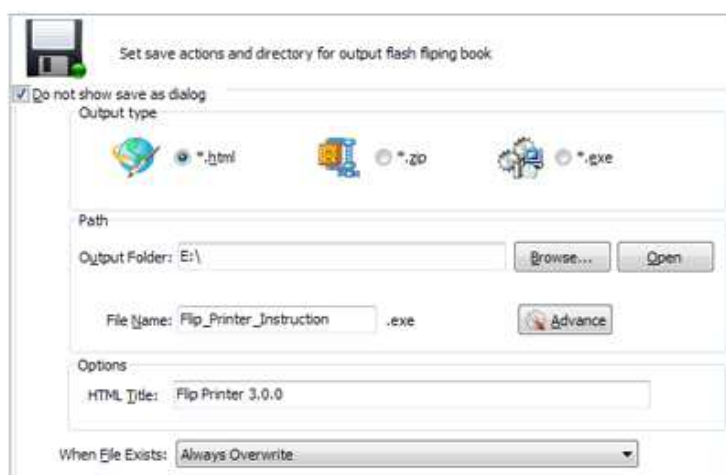 Set save actions and directory for output flash fliping book
Do not show save as dialog
Output type
*.html *.zip *.exe
Path
Output Folder: E:\ Browse... Open
File Name: Flip_Printer_Instruction .exe Advance
Options
HTML Title: Flip Printer 3.0.0
When File Exists: Always Overwrite